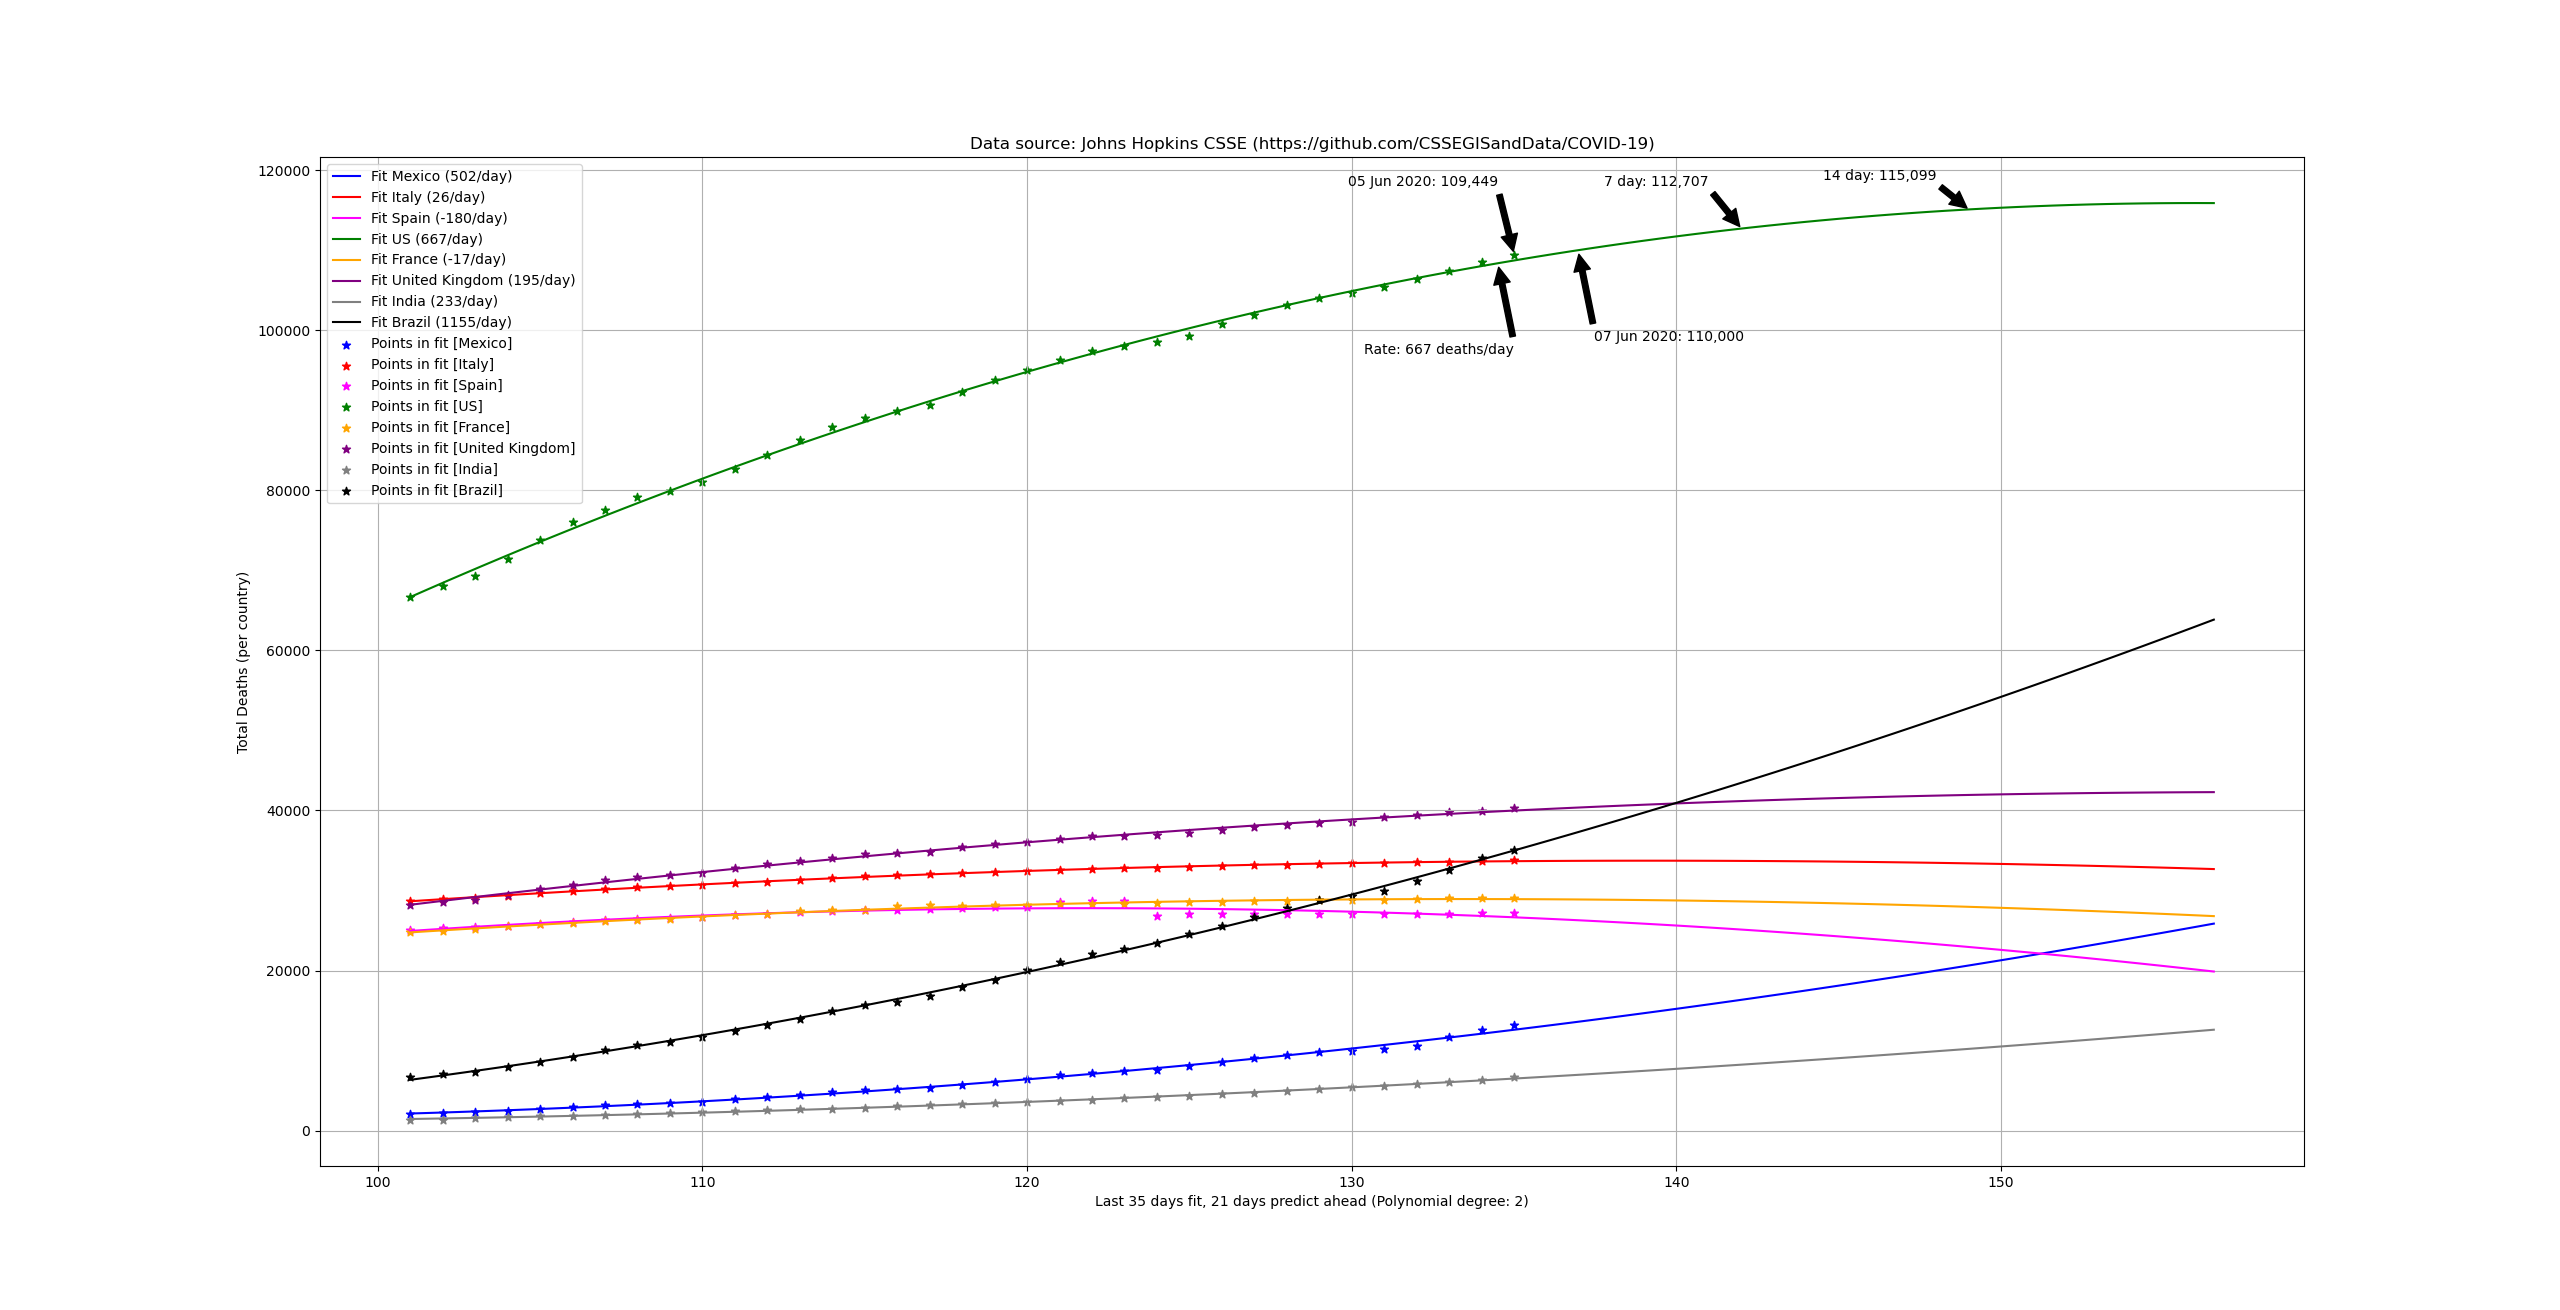 Data source: Johns Hopkins CSSE (https://github.com/CSSEGISandData/COVID-19)
120000
100000
80000
60000
40000
20000
0
Total Deaths (per country)
Fit Mexico (502/day)
Fit Italy (26/day)
Fit Spain (-180/day)
Fit US (667/day)
Fit France (-17/day)
Fit United Kingdom (195/day)
Fit India (233/day)
Fit Brazil (1155/day)
Points in fit [Mexico]
Points in fit [Italy]
Points in fit [Spain]
Points in fit [US]
Points in fit [France]
Points in fit [United Kingdom]
Points in fit [India]
Points in fit [Brazil]
05 Jun 2020: 109,449
7 day: 112,707
14 day: 115,099
Rate: 667 deaths/day
07 Jun 2020: 110,000
100 110 120 130 140 150
Last 35 days fit, 21 days predict ahead (Polynomial degree: 2)